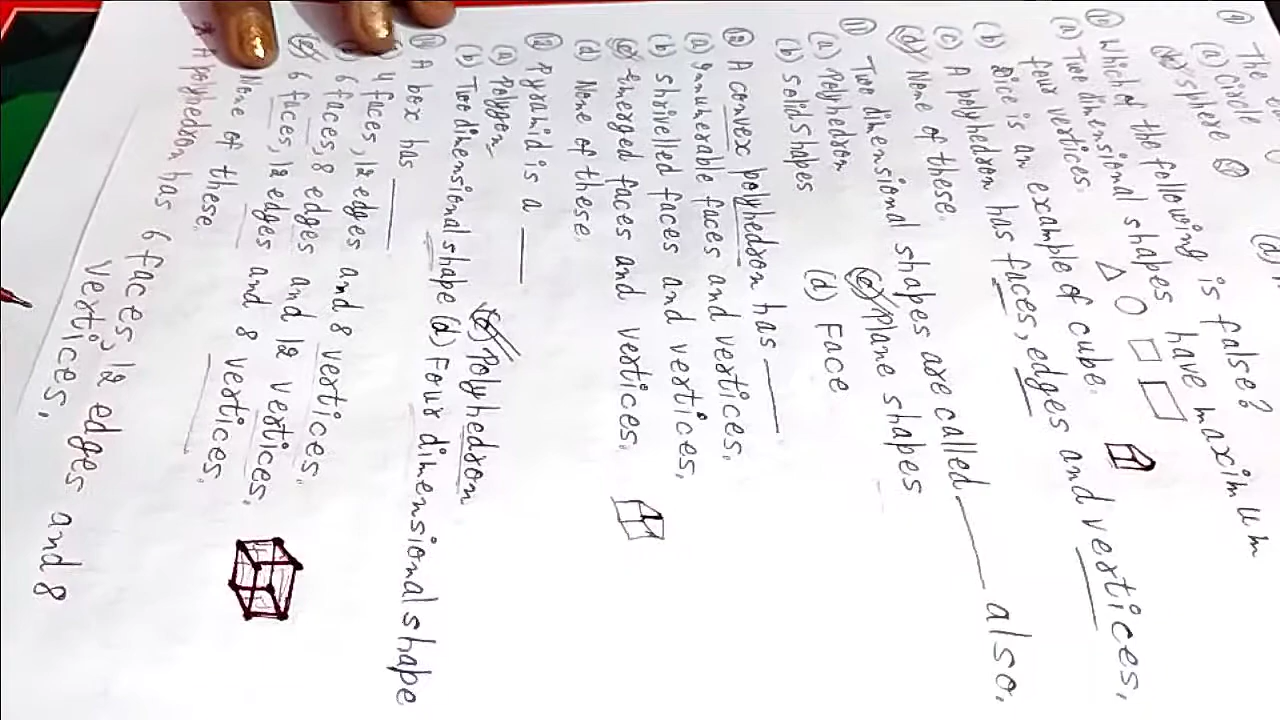 ⑨ The
(a) circle
(b) sphere
(d)
⑩ Which of the following is false?
(a) Two dimensional shapes have maximum
four vertices.
(b) Dice is an example of cube.
(c) A polyhedron has faces, edges and vertices.
(d) None of these.
⑪ Two dimensional shapes are called ______ also.
(a) Polyhedron (c) Plane shapes
(b) Solid shapes (d) Face
⑫ A convex polyhedron has ______
(a) Innumerable faces and vertices.
(b) shrivelled faces and vertices.
(c) Emerged faces and vertices.
(d) None of these.
⑬ Pyramid is a ______
(a) Polygon (c) Polyhedron
(b) Two dimensional shape (d) Four dimensional shape
A box has ______
4 faces, 12 edges and 8 vertices.
6 faces, 8 edges and 12 vertices.
(c) 6 faces, 12 edges and 8 vertices.
None of these.
* A polyhedron has 6 faces, 12 edges and 8
vertices.